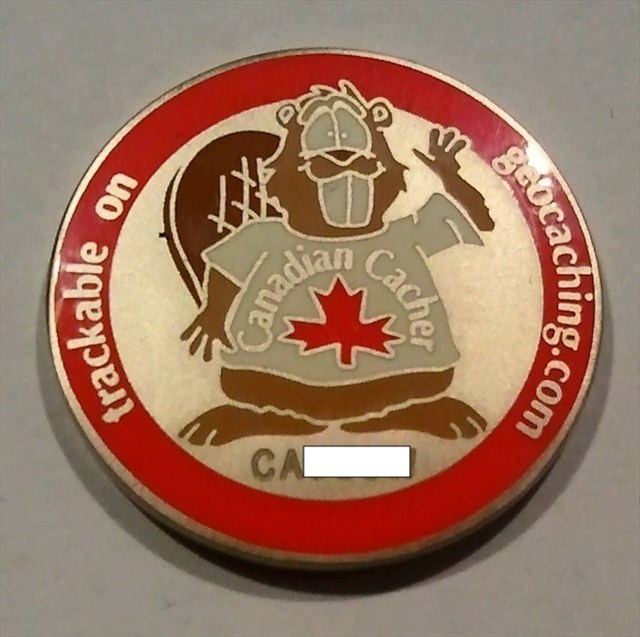 trackable on
geocaching.com
Canadian Cacher
CA